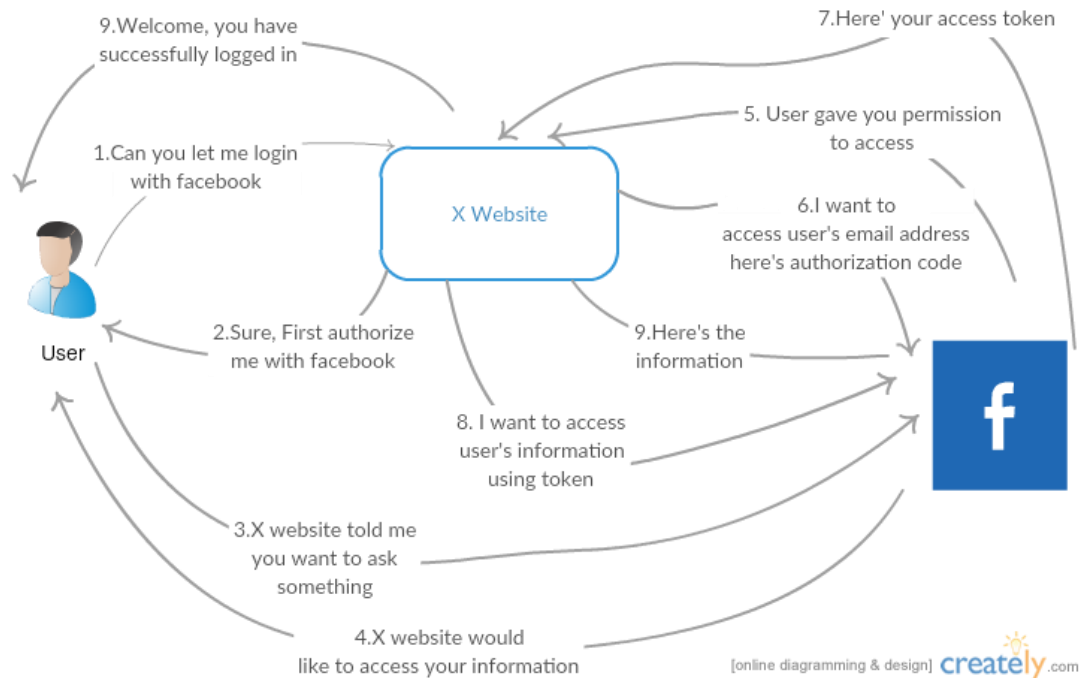 9.Welcome, you have
successfully logged in
7.Here' your access token
5. User gave you permission
to access
1.Can you let me login
with facebook
X Website
6.I want to
access user's email address
here's authorization code
2.Sure, First authorize
me with facebook
9.Here's the
information
User
f
8. I want to access
user's information
using token
3.X website told me
you want to ask
something
4.X website would
like to access your information
[online diagramming & design] creately.com